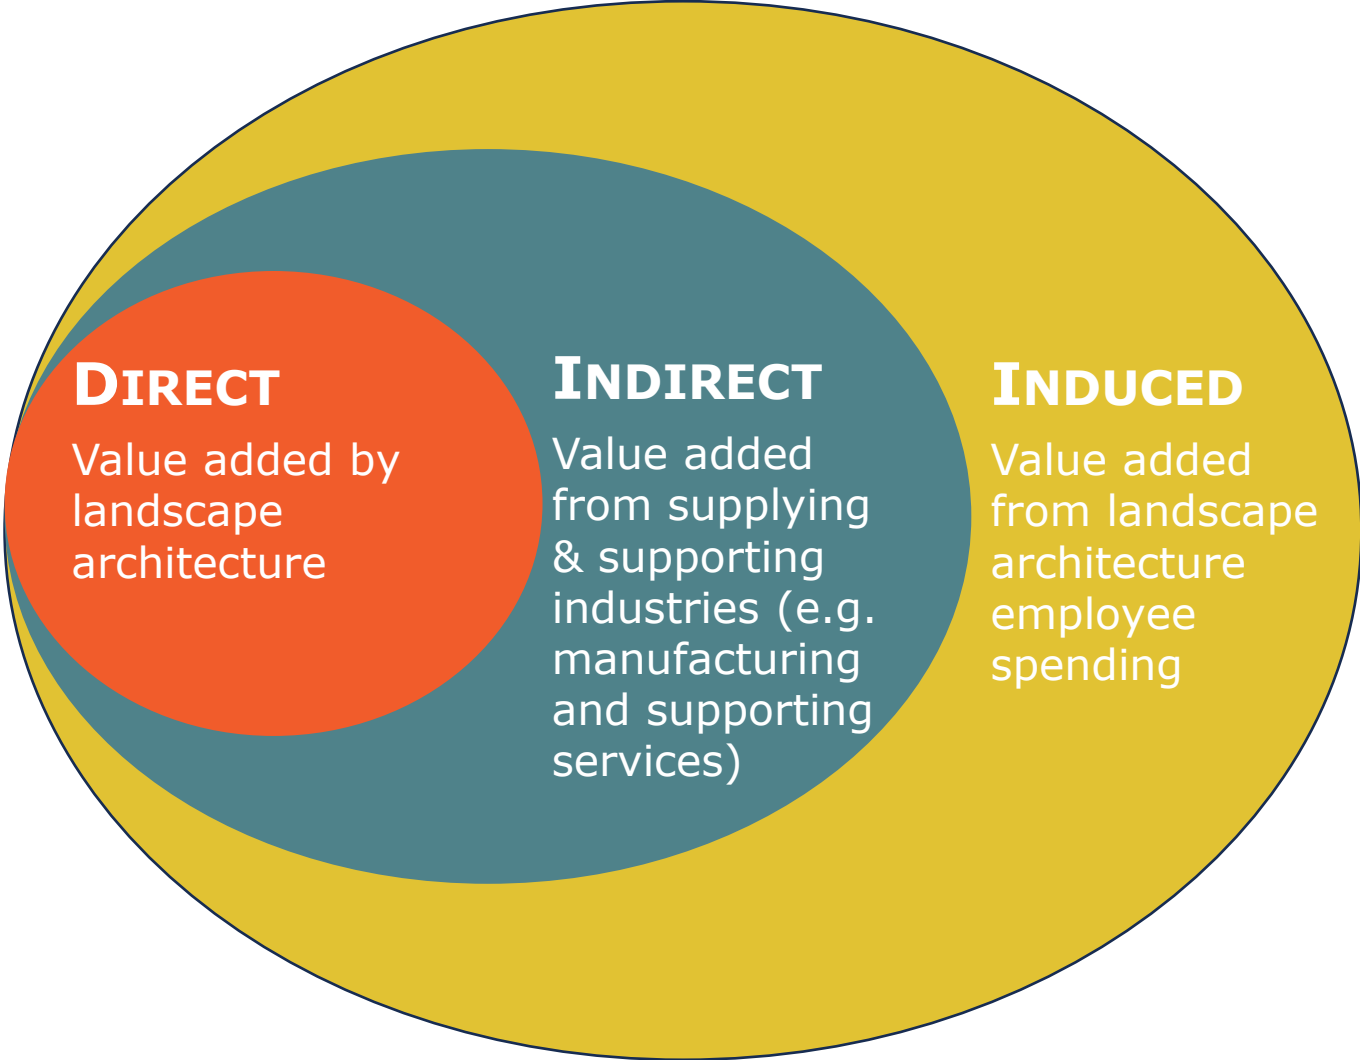 DIRECT
Value added by
landscape
architecture
INDIRECT
Value added
from supplying
& supporting
industries (e.g.
manufacturing
and supporting
services)
INDUCED
Value added
from landscape
architecture
employee
spending